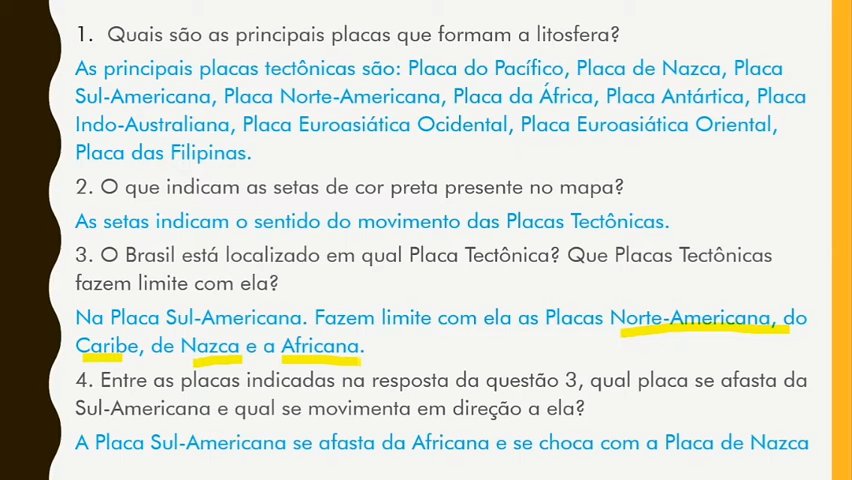 1. Quais são as principais placas que formam a litosfera?
As principais placas tectônicas são: Placa do Pacífico, Placa de Nazca, Placa
Sul-Americana, Placa Norte-Americana, Placa da África, Placa Antártica, Placa
Indo-Australiana, Placa Euroasiática Ocidental, Placa Euroasiática Oriental,
Placa das Filipinas.
2. O que indicam as setas de cor preta presente no mapa?
As setas indicam o sentido do movimento das Placas Tectônicas.
3. O Brasil está localizado em qual Placa Tectônica? Que Placas Tectônicas
fazem limite com ela?
Na Placa Sul-Americana. Fazem limite com ela as Placas Norte-Americana, do
Caribe, de Nazca e a Africana.
4. Entre as placas indicadas na resposta da questão 3, qual placa se afasta da
Sul-Americana e qual se movimenta em direção a ela?
A Placa Sul-Americana se afasta da Africana e se choca com a Placa de Nazca